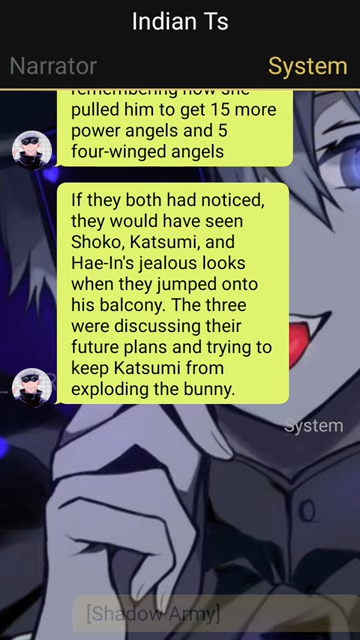 Indian Ts
Narrator
System
remembering how she
pulled him to get 15 more
power angels and 5
four-winged angels
If they both had noticed,
they would have seen
Shoko, Katsumi, and
Hae-In's jealous looks
when they jumped onto
his balcony. The three
were discussing their
future plans and trying to
keep Katsumi from
exploding the bunny.
System
[Shadow Army]